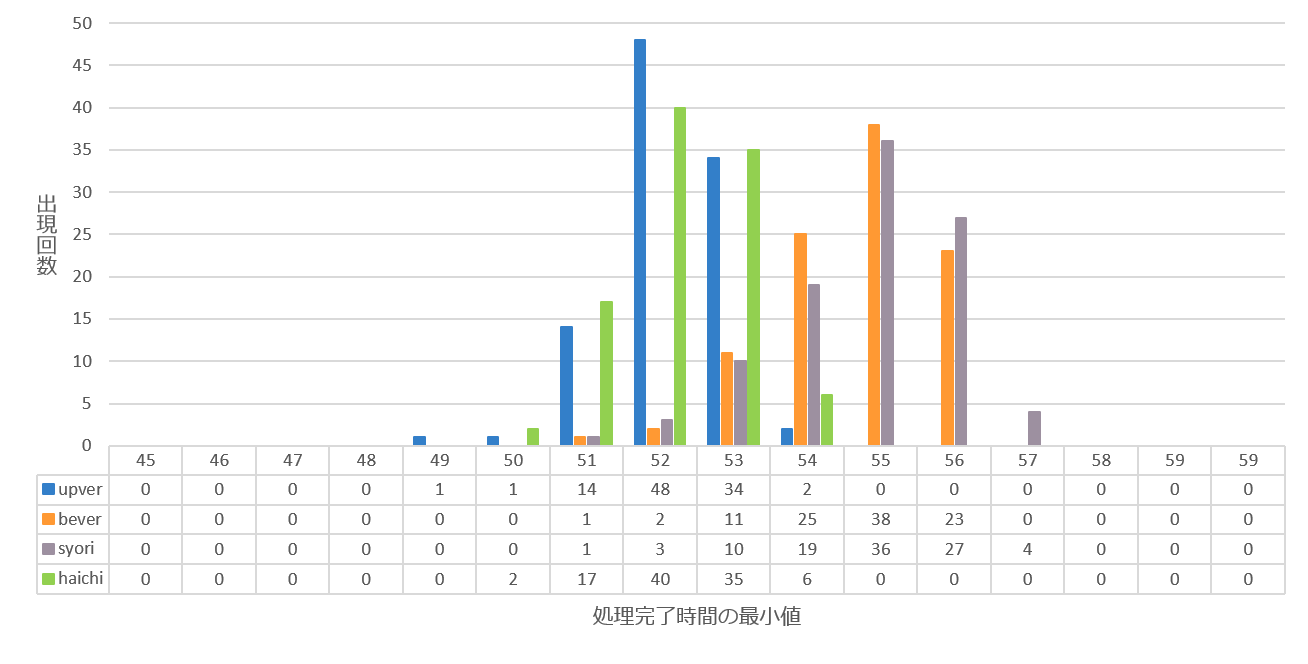 50
45
40
35
30
25
20
15
10
5
0
出現回数
45 46 47 48 49 50 51 52 53 54 55 56 57 58 59 59
upver 0 0 0 0 1 1 14 48 34 2 0 0 0 0 0 0
bever 0 0 0 0 0 0 1 2 11 25 38 23 0 0 0 0
syori 0 0 0 0 0 0 1 3 10 19 36 27 4 0 0 0
haichi 0 0 0 0 0 2 17 40 35 6 0 0 0 0 0 0
処理完了時間の最小値